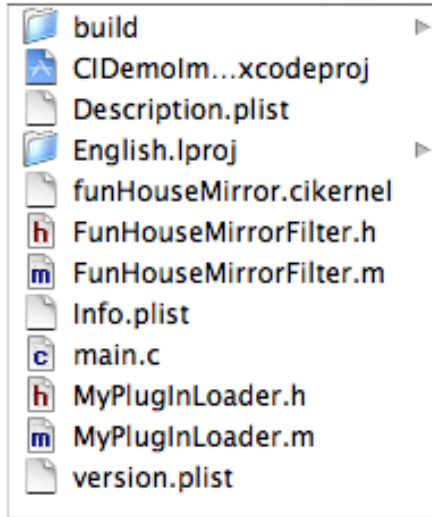 build
CIDemoIm...xcodeproj
Description.plist
English.lproj
funHouseMirror.cikernel
h FunHouseMirrorFilter.h
m FunHouseMirrorFilter.m
Info.plist
c main.c
h MyPlugInLoader.h
m MyPlugInLoader.m
version.plist